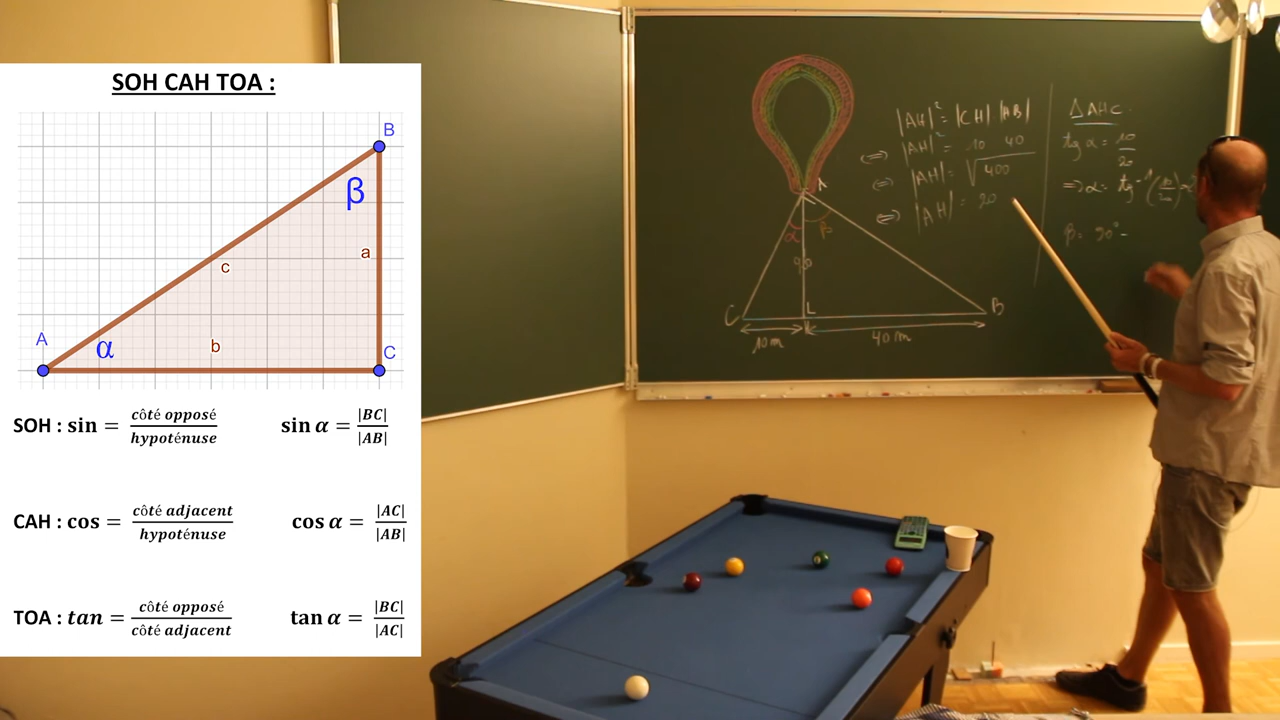 SOH CAH TOA :
B
β
a
c
A
α
b
C
SOH : sin = côté opposé / hypoténuse sin α = |BC| / |AB|
CAH : cos = côté adjacent / hypoténuse cos α = |AC| / |AB|
TOA : tan = côté opposé / côté adjacent tan α = |BC| / |AC|
|AH|² = |CH| |HB|
⇔ |AH|² = 10 40
⇔ |AH| = √400
⇔ |AH| = 20
ΔAHC
tg α = 10/20
⇒ α = tg⁻¹(10/20)
β = 90° -
A
α β
C
B
10 m
40 m